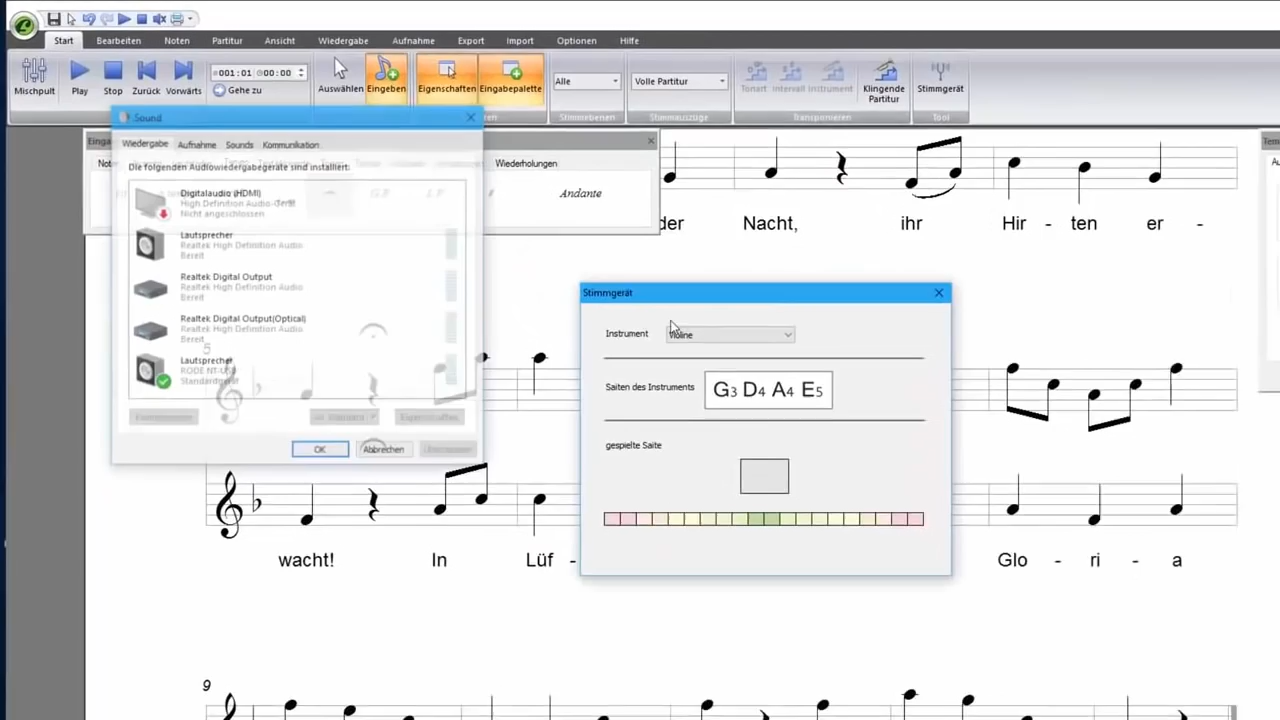 Start Bearbeiten Noten Partitur Ansicht Wiedergabe Aufnahme Export Import Optionen Hilfe
Mischpult Play Stop Zurück Vorwärts
001:01 00:00
Gehe zu
Auswählen Eingeben Eigenschaften Eingabepalette
Alle
Stimmebenen
Volle Partitur
Stimmauszüge
Tonart Intervall Instrument Klingende Partitur
Transponieren
Stimmgerät
Tool
Sound
Wiedergabe Aufnahme Sounds Kommunikation
Die folgenden Audiowiedergabegeräte sind installiert:
Digitalaudio (HDMI)
High Definition Audio-Gerät
Nicht angeschlossen
Lautsprecher
Realtek High Definition Audio
Bereit
Realtek Digital Output
Realtek High Definition Audio
Bereit
Realtek Digital Output(Optical)
Realtek High Definition Audio
Bereit
Lautsprecher
RODE NT-USB
Standardgerät
OK Abbrechen
Wiederholungen
Andante
der Nacht, ihr Hir - ten er -
5
Stimmgerät
Instrument Violine
Saiten des Instruments G3 D4 A4 E5
gespielte Saite
wacht! In Lüf - Glo - ri - a
9